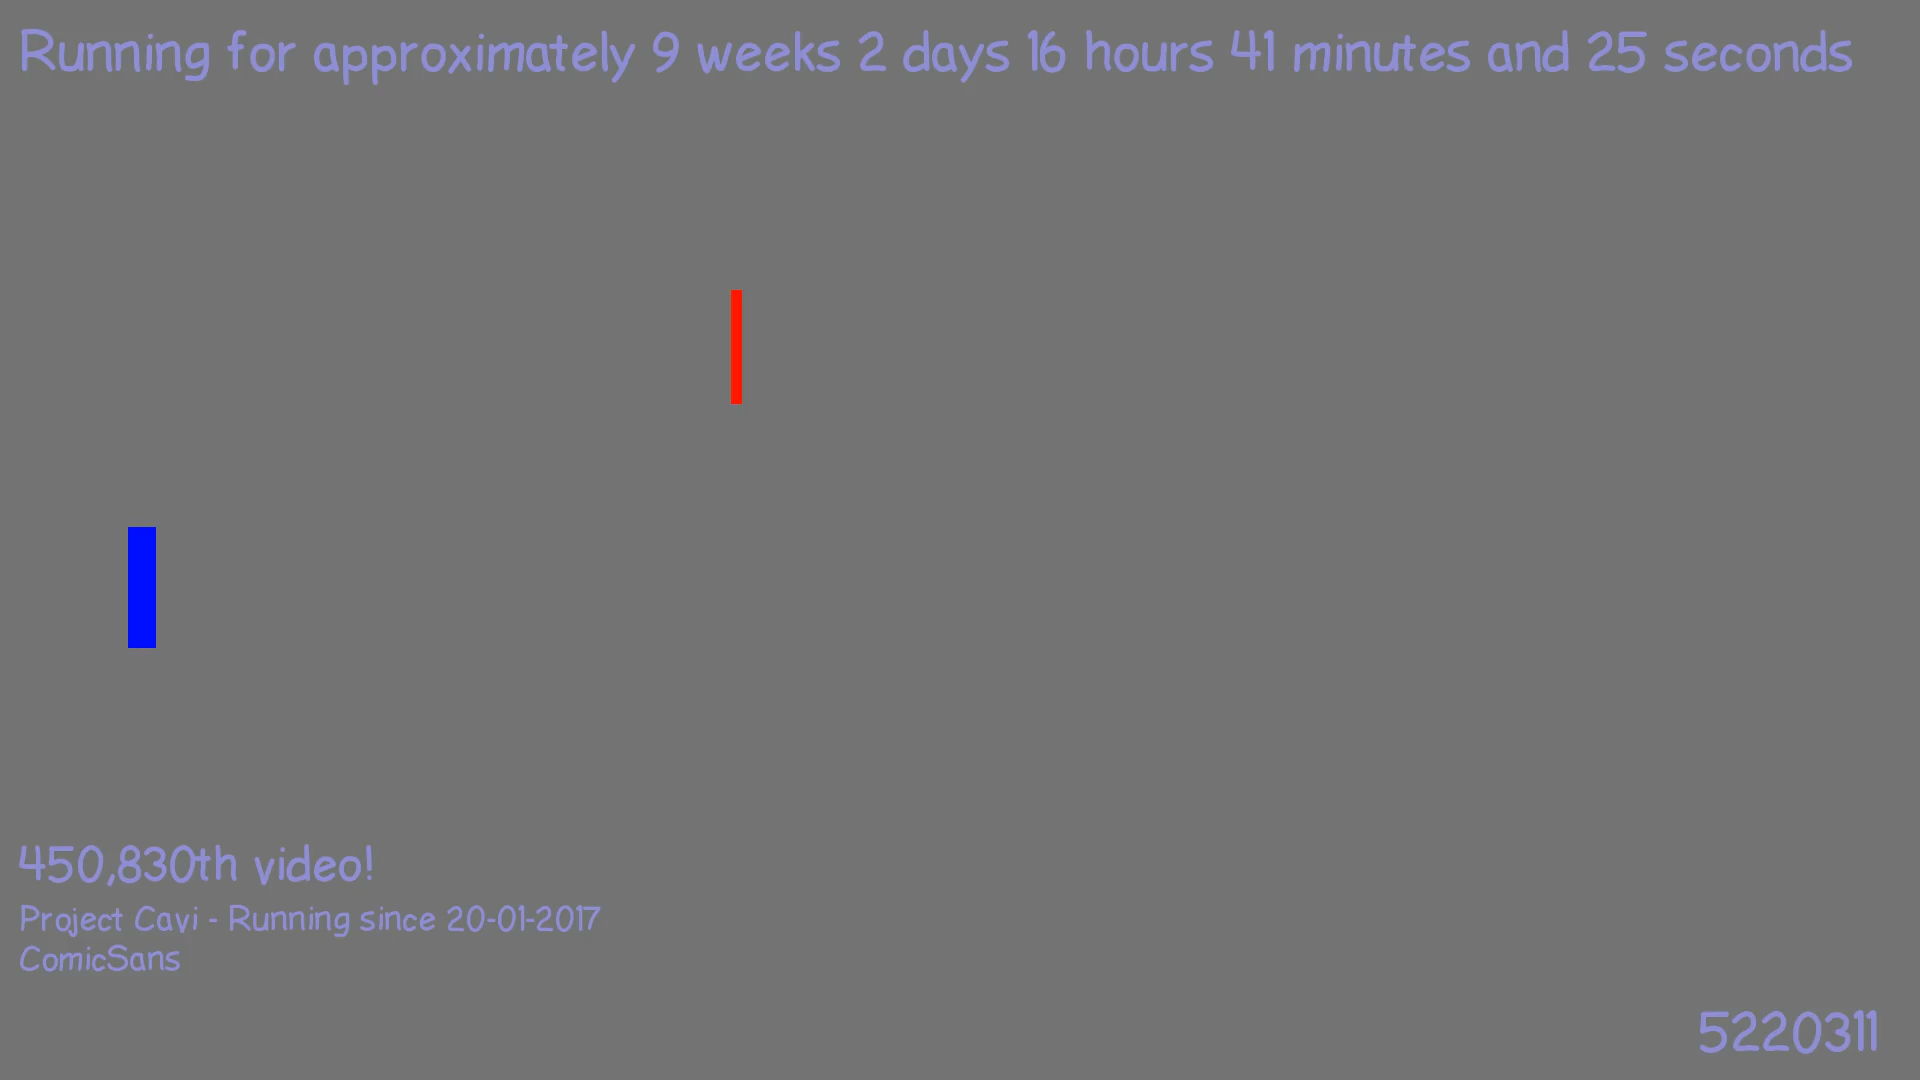 Running for approximately 9 weeks 2 days 16 hours 41 minutes and 25 seconds
450,830th video!
Project Cavi - Running since 20-01-2017
ComicSans
5220311